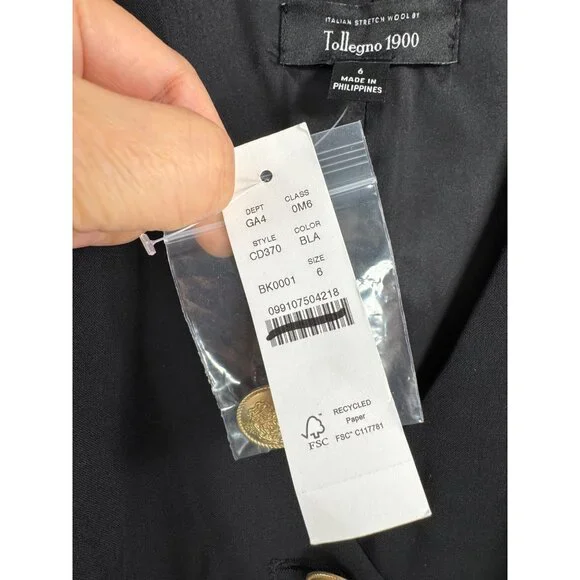 ITALIAN STRETCH WOOL BY
Tollegno 1900
6
MADE IN
PHILIPPINES
DEPT CLASS
GA4 0M6
STYLE COLOR
CD370 BLA
SIZE
BK0001 6
099107504218
FSC
RECYCLED
Paper
FSC® C117781